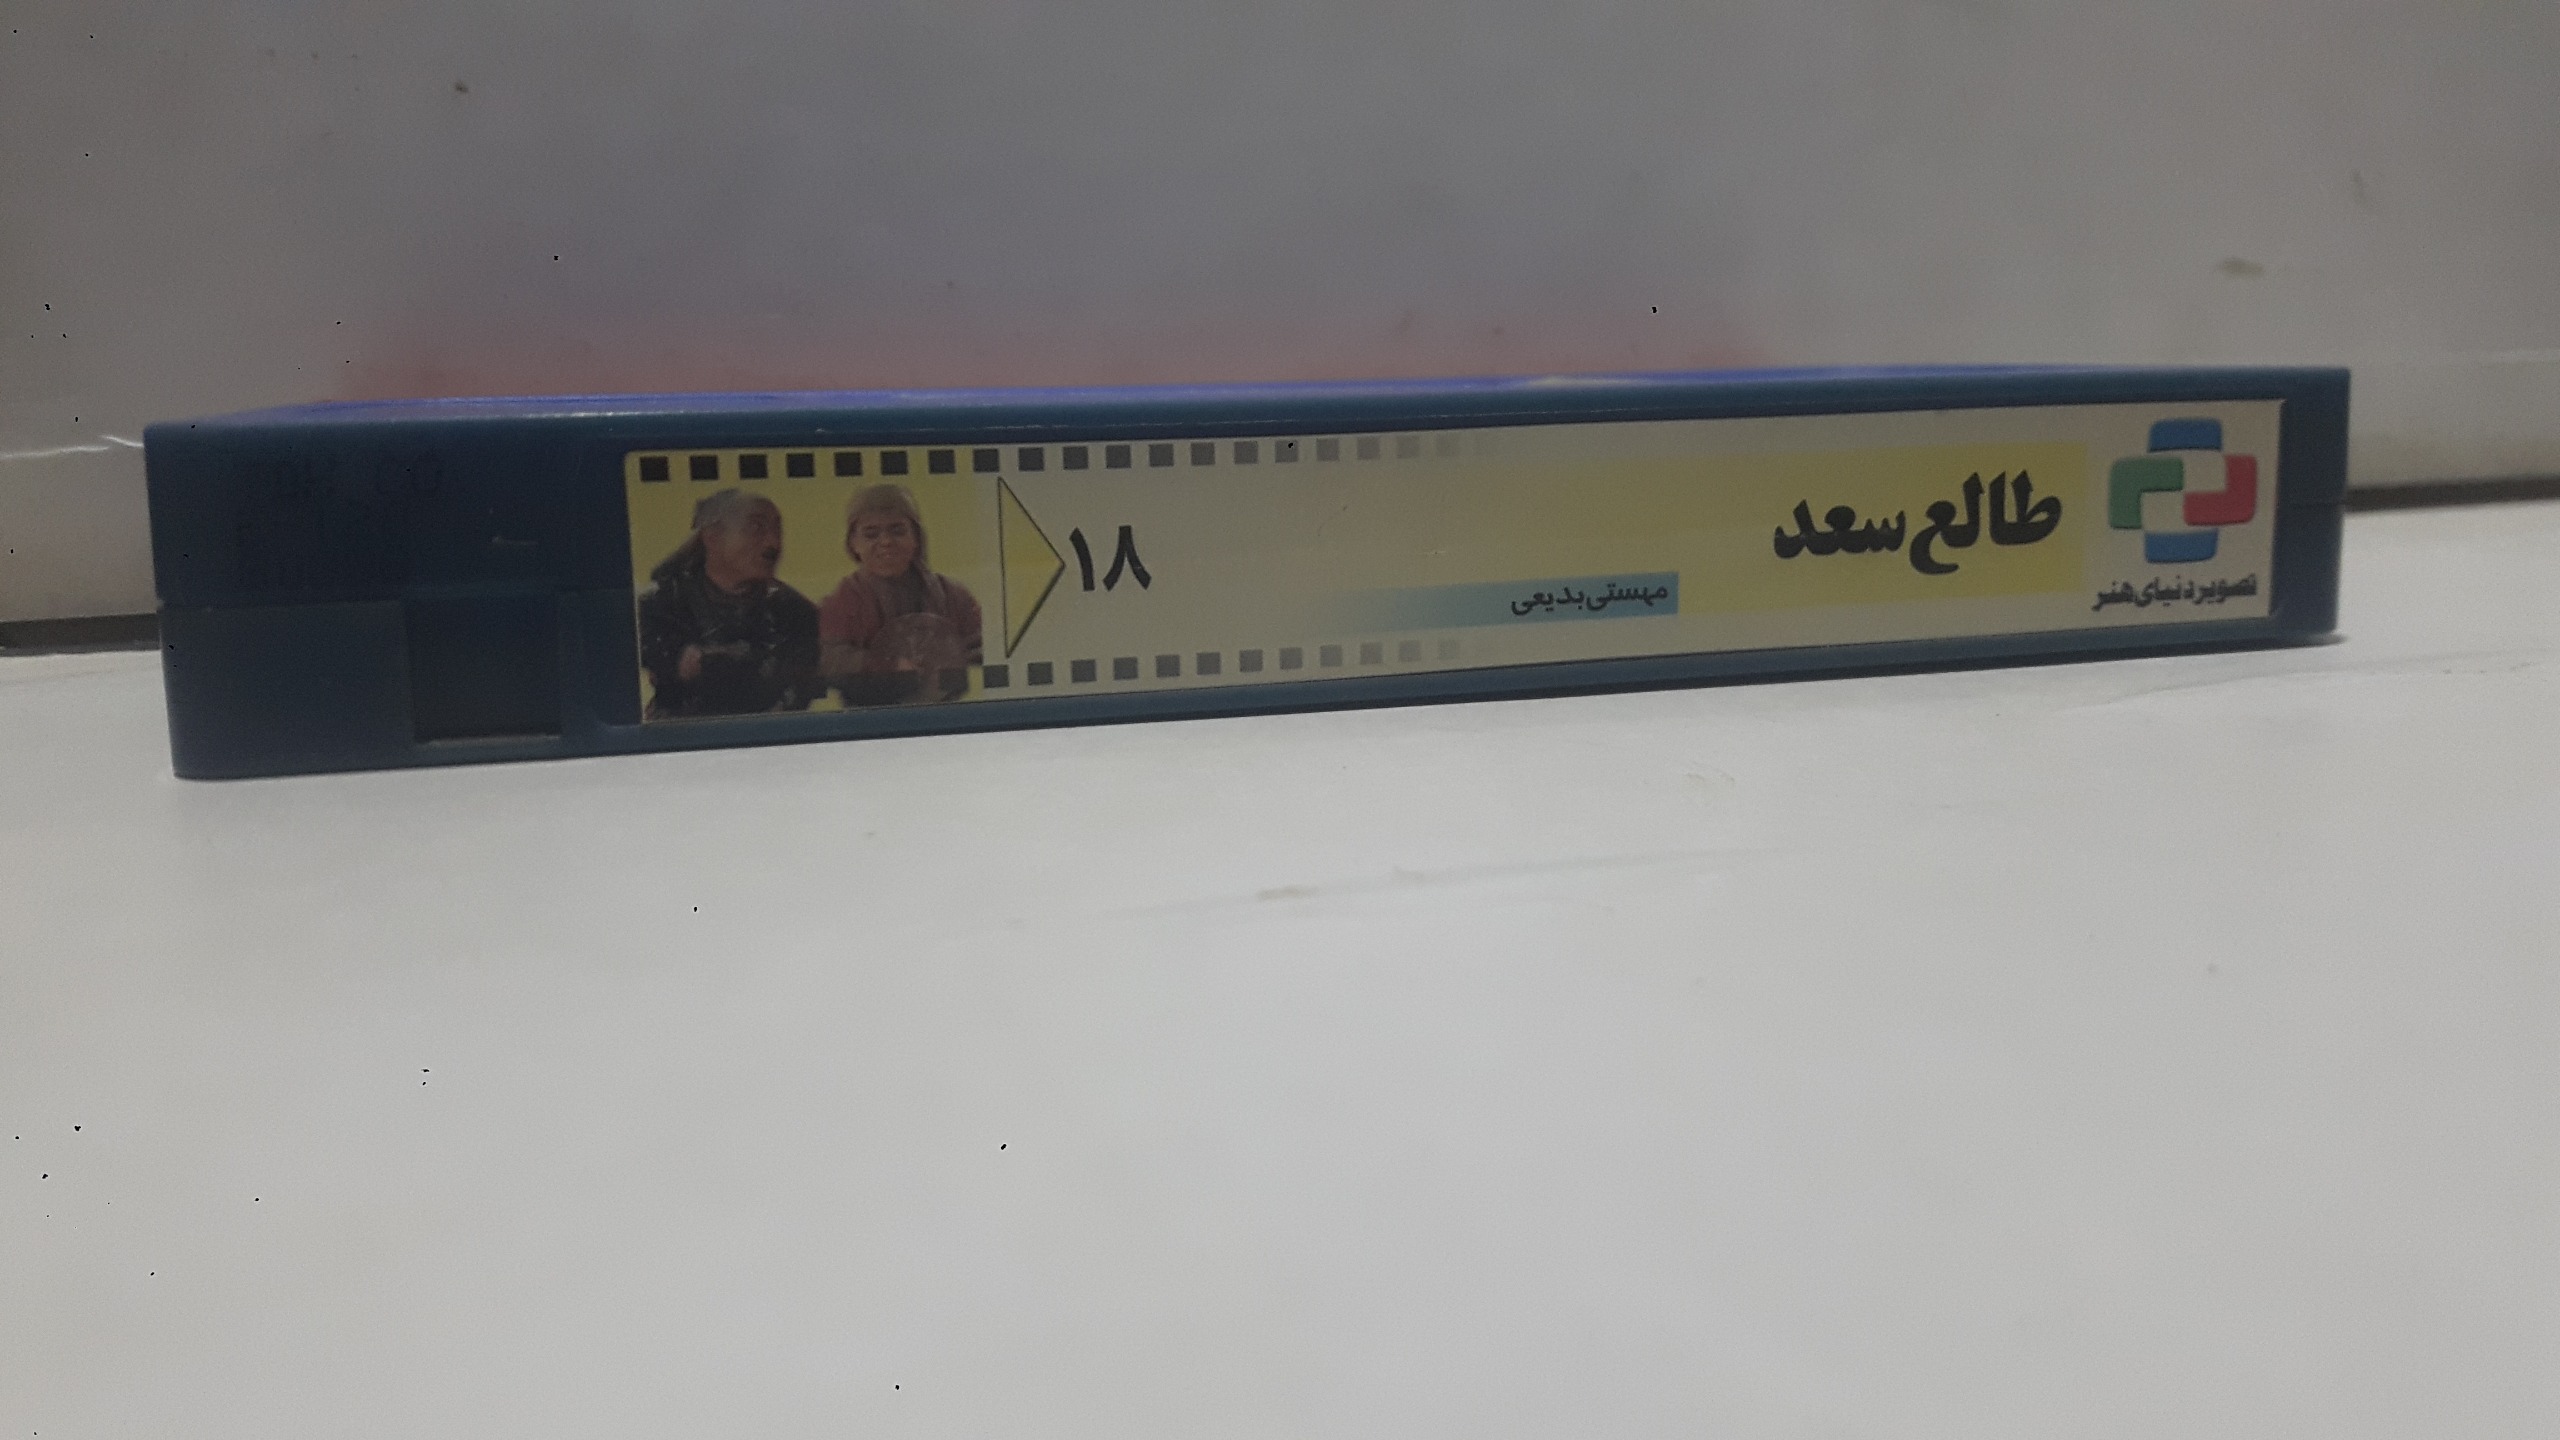 تصویر دنیای هنر
طالع سعد
مهستی بدیعی
۱۸